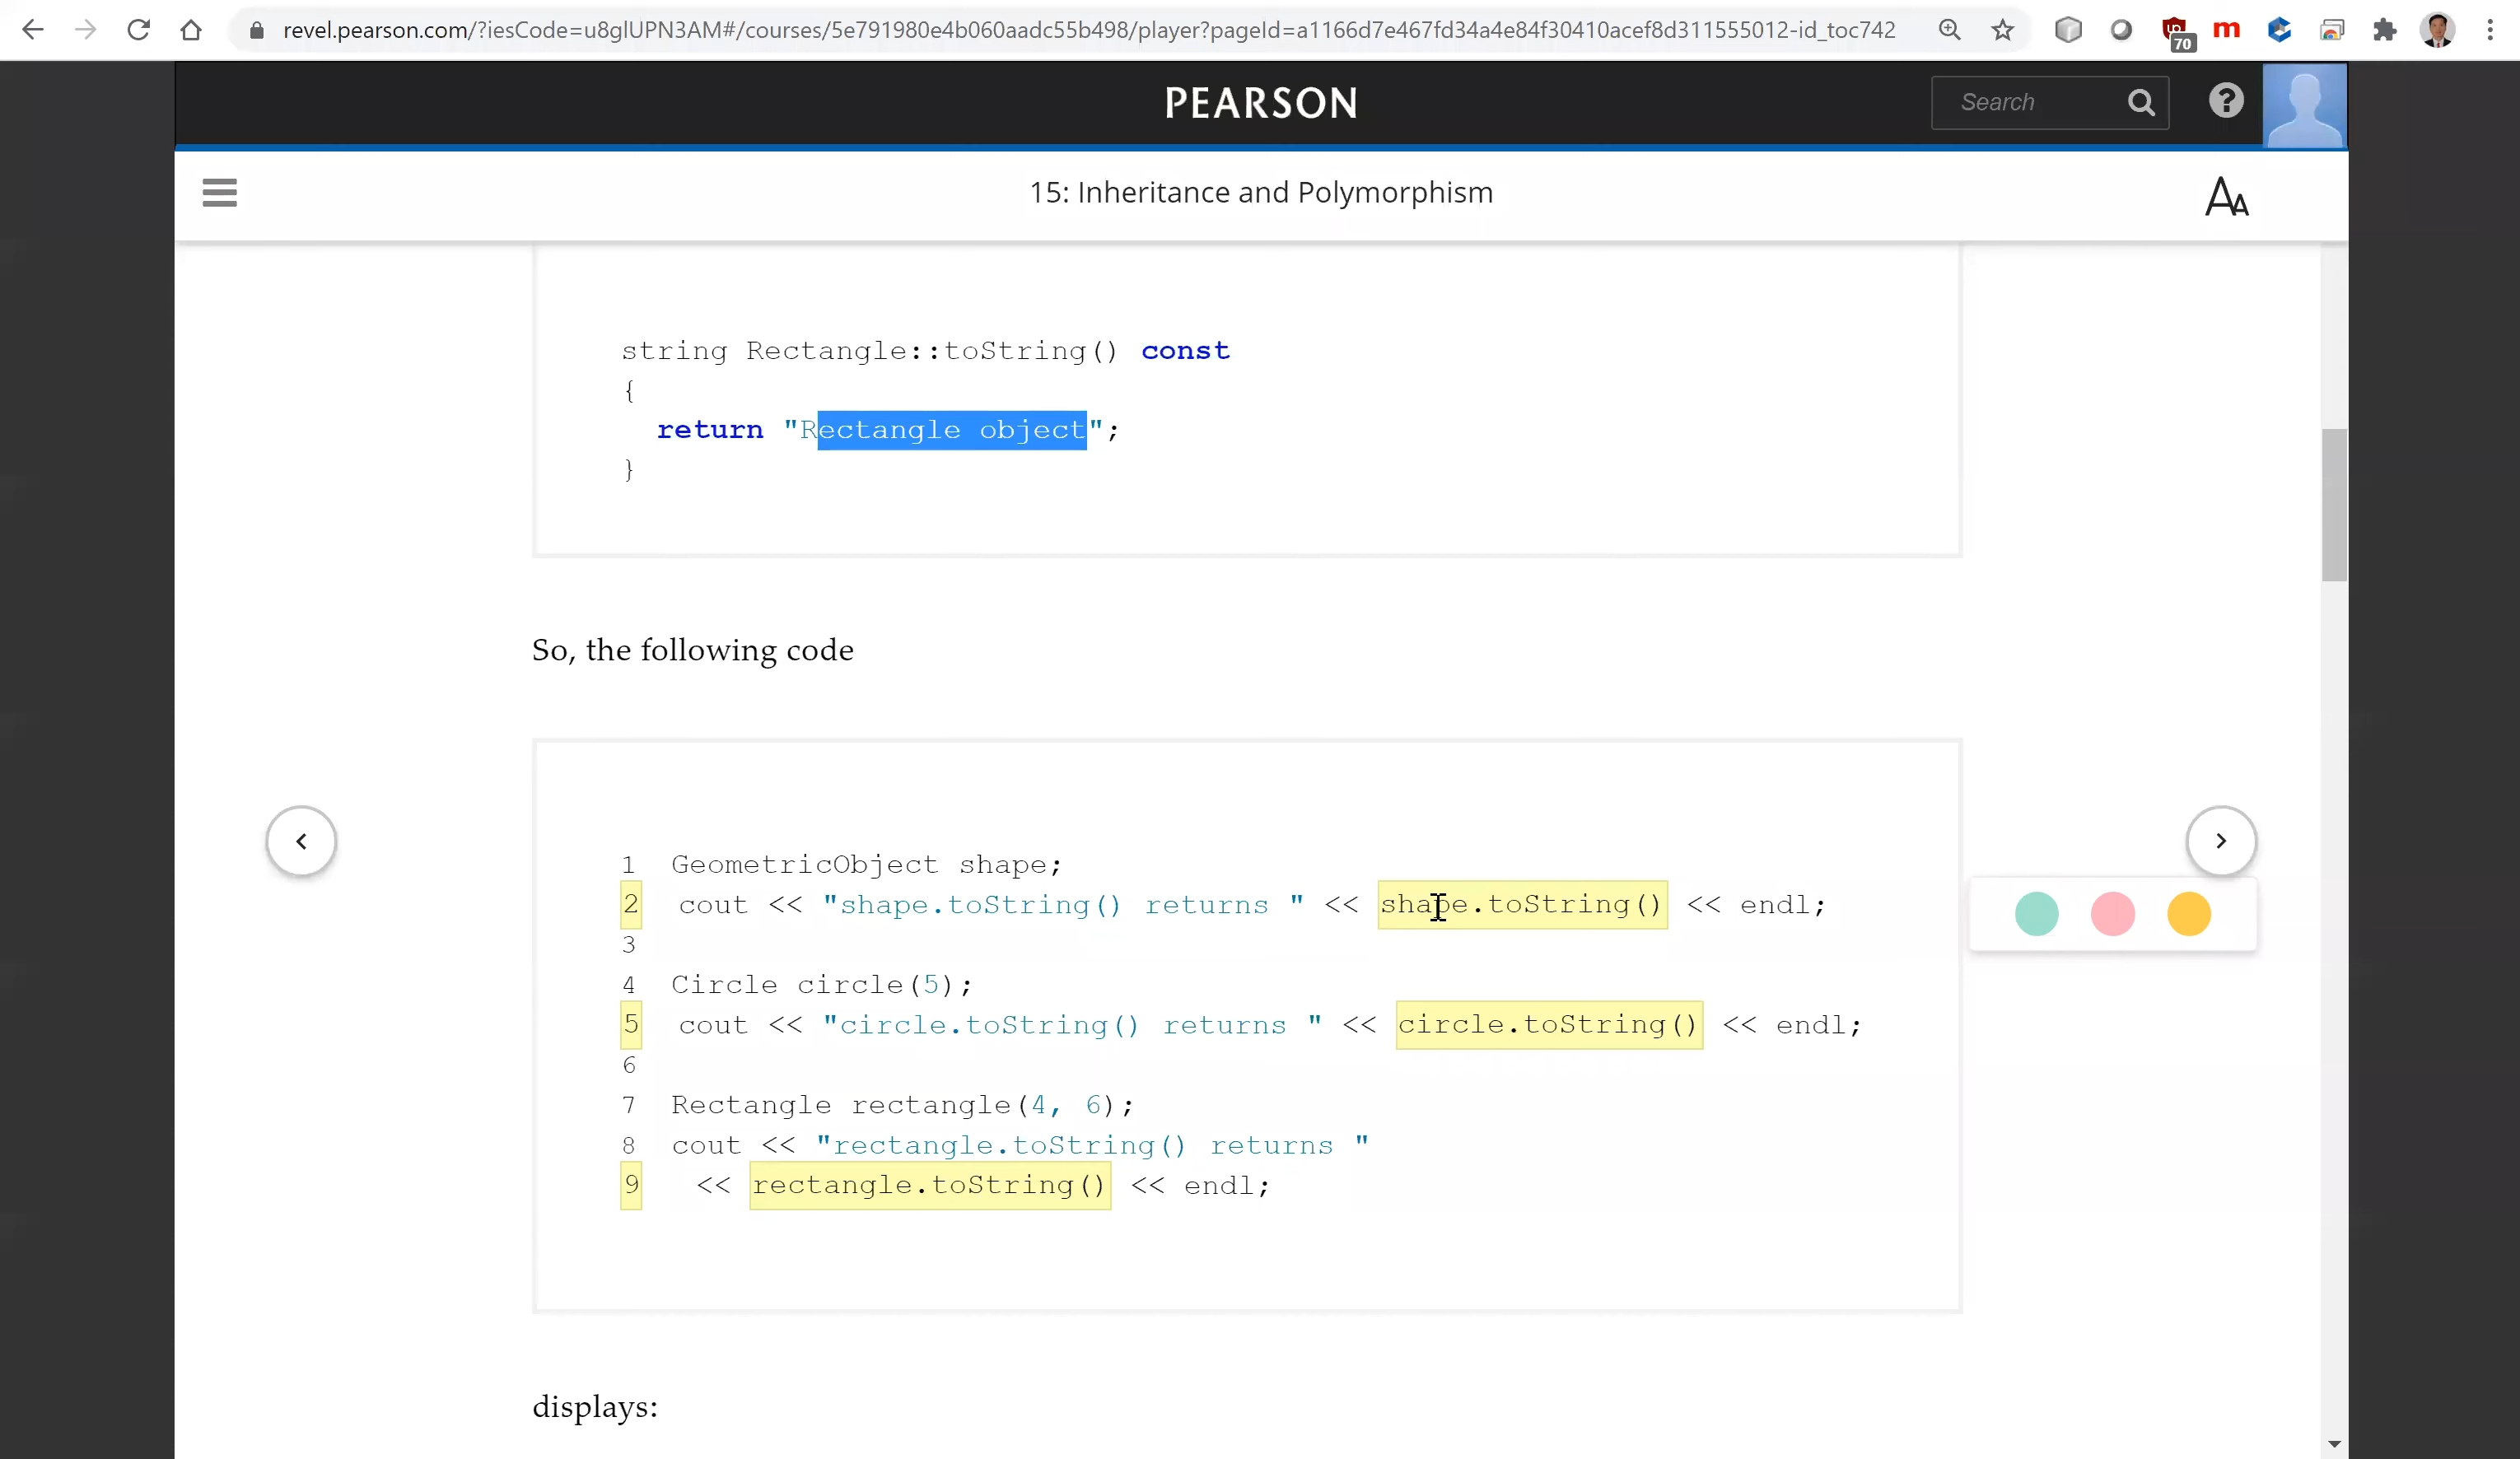 revel.pearson.com/?iesCode=u8glUPN3AM#/courses/5e791980e4b060aadc55b498/player?pageId=a1166d7e467fd34a4e84f30410acef8d311555012-id_toc742
70
m
PEARSON
Search
?
15: Inheritance and Polymorphism
AA
string Rectangle::toString() const
{
return "Rectangle object";
}
So, the following code
1 GeometricObject shape;
2 cout << "shape.toString() returns " << shape.toString() << endl;
3
4 Circle circle(5);
5 cout << "circle.toString() returns " << circle.toString() << endl;
6
7 Rectangle rectangle(4, 6);
8 cout << "rectangle.toString() returns "
9 << rectangle.toString() << endl;
displays: